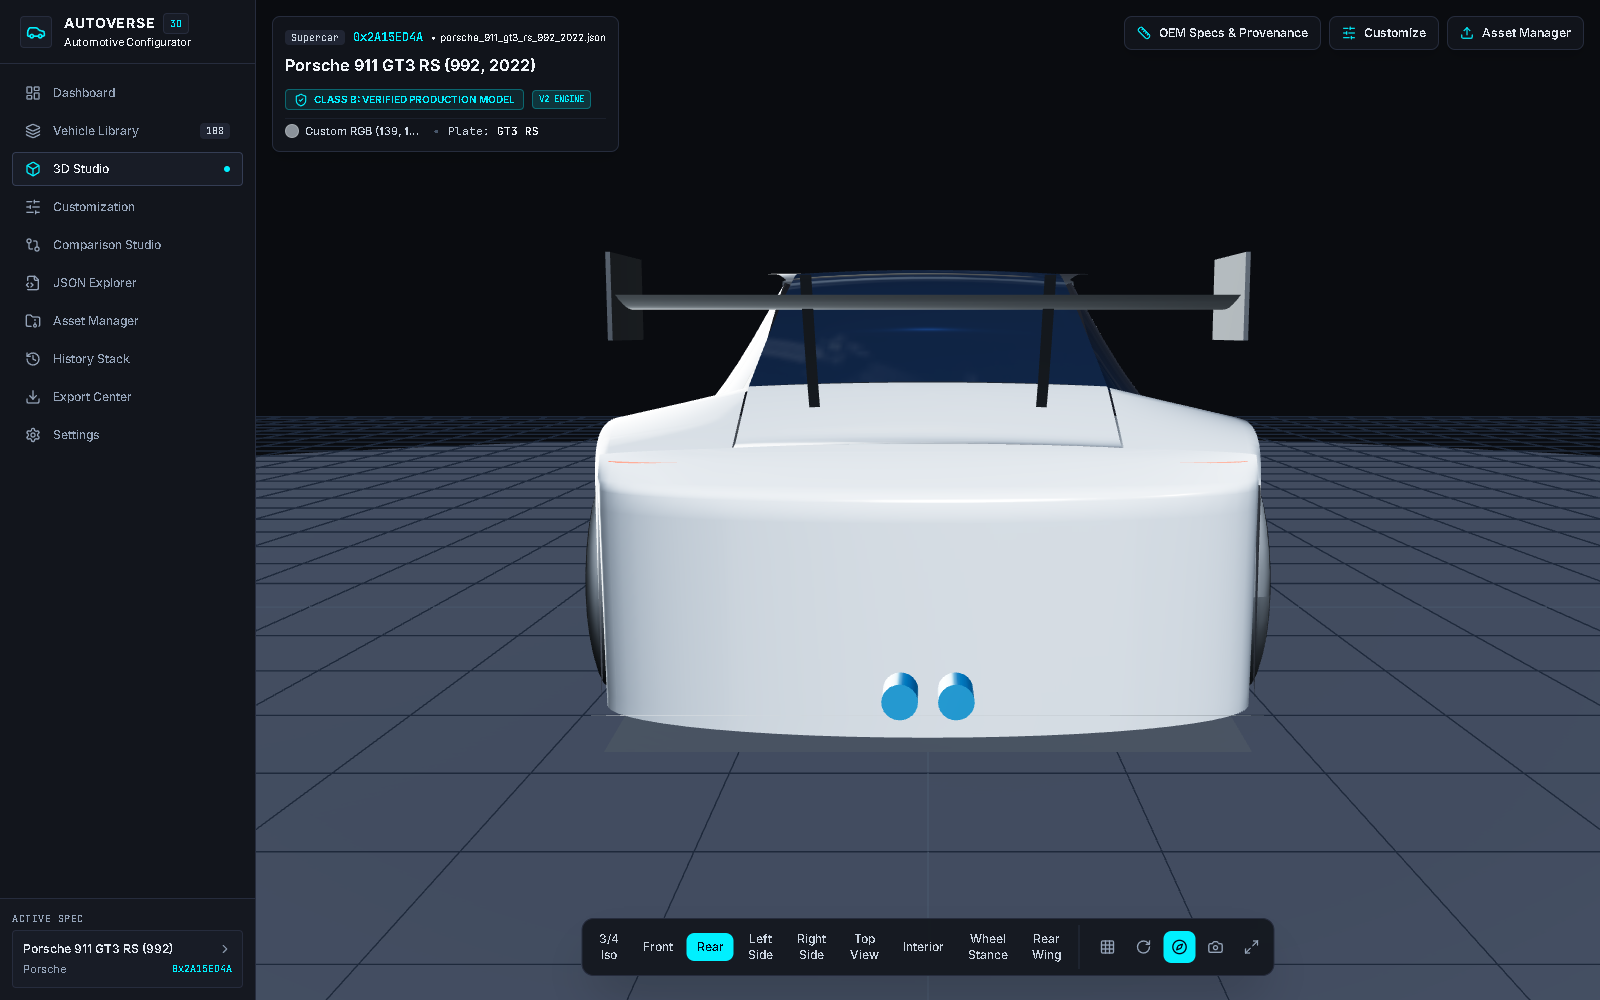 AUTOVERSE 3D
Automotive Configurator
Dashboard
Vehicle Library 188
3D Studio
Customization
Comparison Studio
JSON Explorer
Asset Manager
History Stack
Export Center
Settings
ACTIVE SPEC
Porsche 911 GT3 RS (992)
Porsche 0x2A15ED4A
Supercar 0x2A15ED4A • porsche_911_gt3_rs_992_2022.json
Porsche 911 GT3 RS (992, 2022)
CLASS B: VERIFIED PRODUCTION MODEL V2 ENGINE
Custom RGB (139, 1... • Plate: GT3 RS
OEM Specs & Provenance Customize Asset Manager
3/4 Iso
Front
Rear
Left Side
Right Side
Top View
Interior
Wheel Stance
Rear Wing